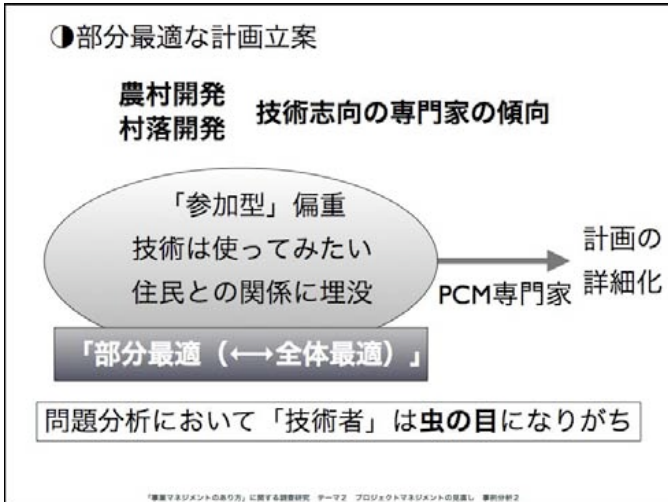 ◑部分最適な計画立案
農村開発
村落開発
技術志向の専門家の傾向
「参加型」偏重
技術は使ってみたい
住民との関係に埋没
「部分最適（⟷全体最適）」
PCM専門家
計画の
詳細化
問題分析において「技術者」は虫の目になりがち
「事業マネジメントのあり方」に関する調査研究　テーマ2　プロジェクトマネジメントの見直し　事例分析2